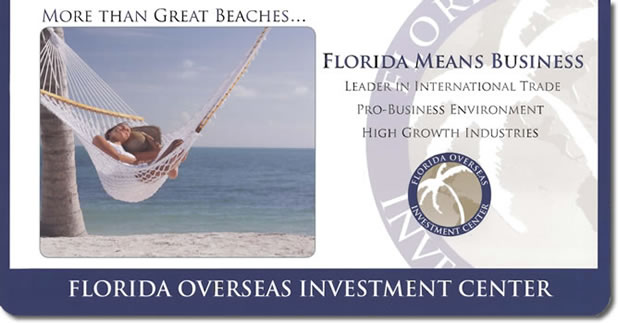 MORE THAN GREAT BEACHES...
FLORIDA MEANS BUSINESS
LEADER IN INTERNATIONAL TRADE
PRO-BUSINESS ENVIRONMENT
HIGH GROWTH INDUSTRIES
FLORIDA OVERSEAS
INVESTMENT CENTER
FLORIDA OVERSEAS INVESTMENT CENTER